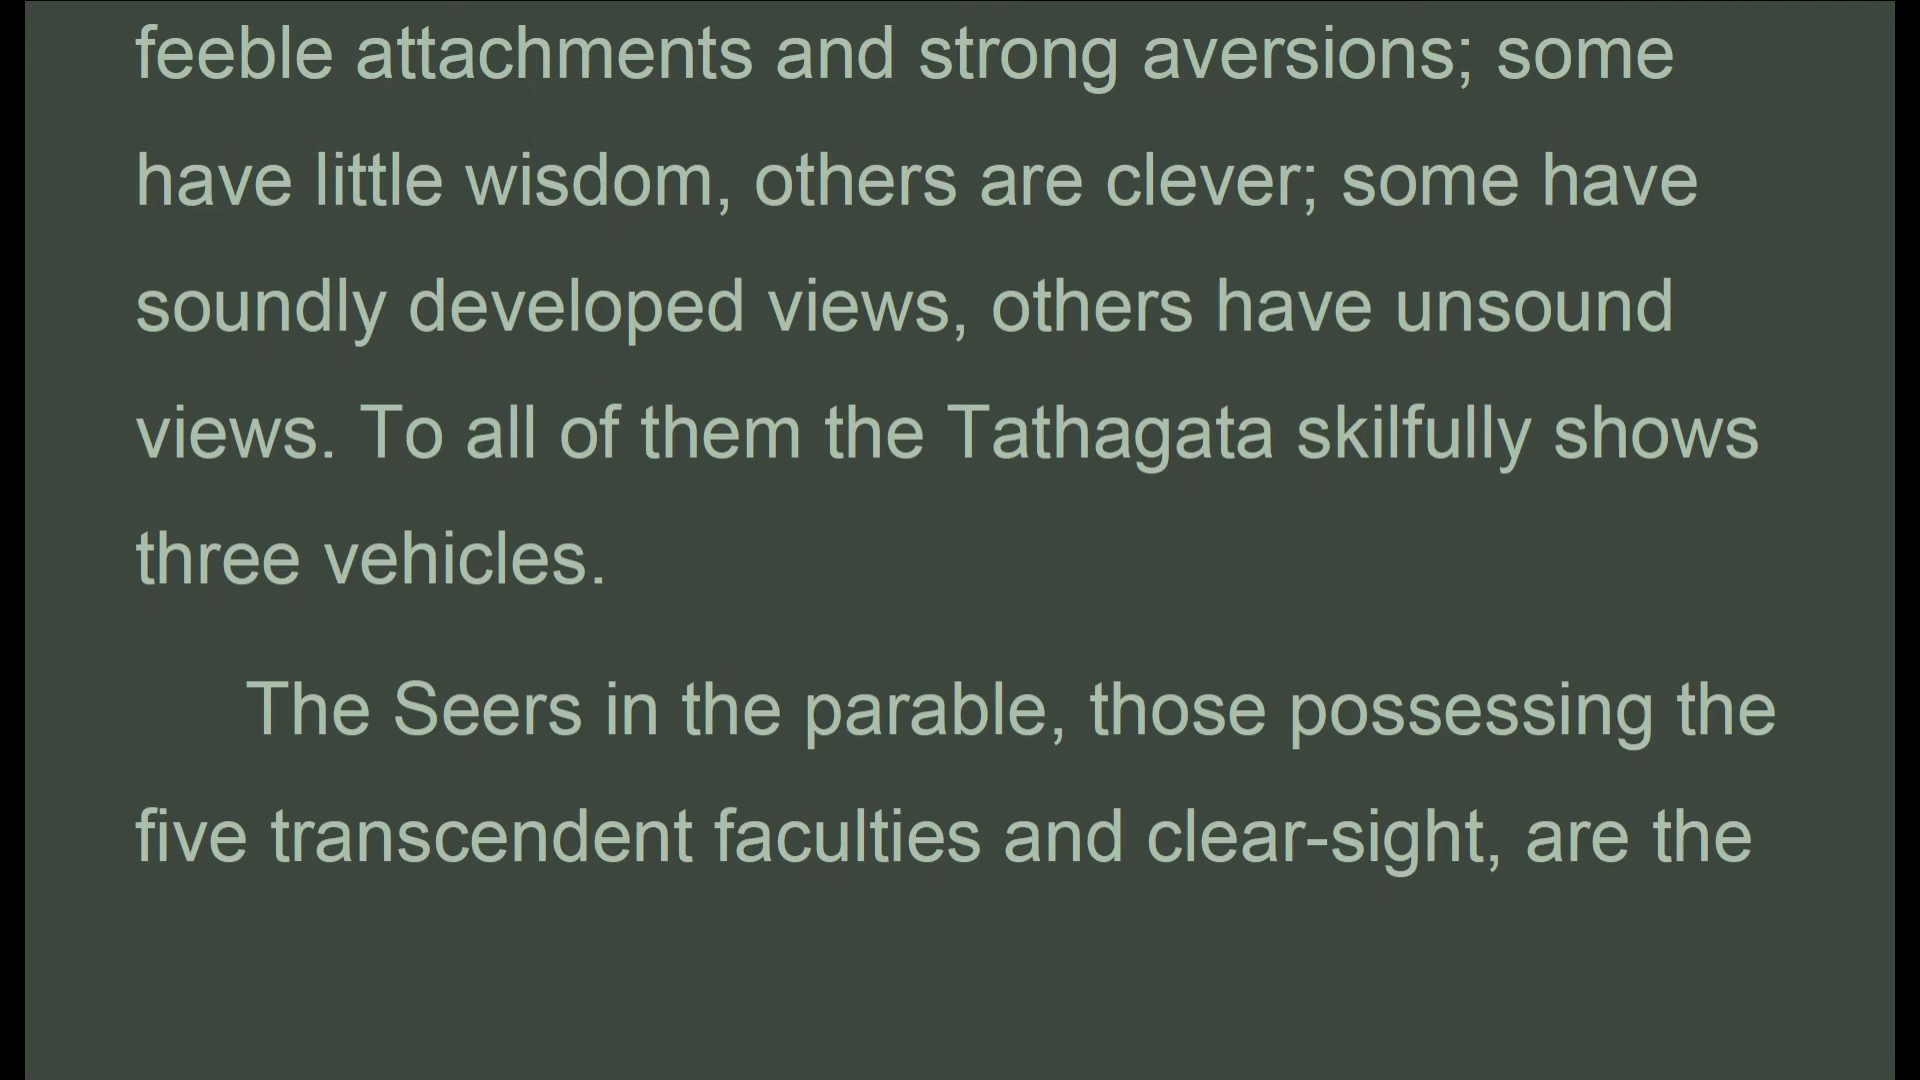 feeble attachments and strong aversions; some
have little wisdom, others are clever; some have
soundly developed views, others have unsound
views. To all of them the Tathagata skilfully shows
three vehicles.
The Seers in the parable, those possessing the
five transcendent faculties and clear-sight, are the